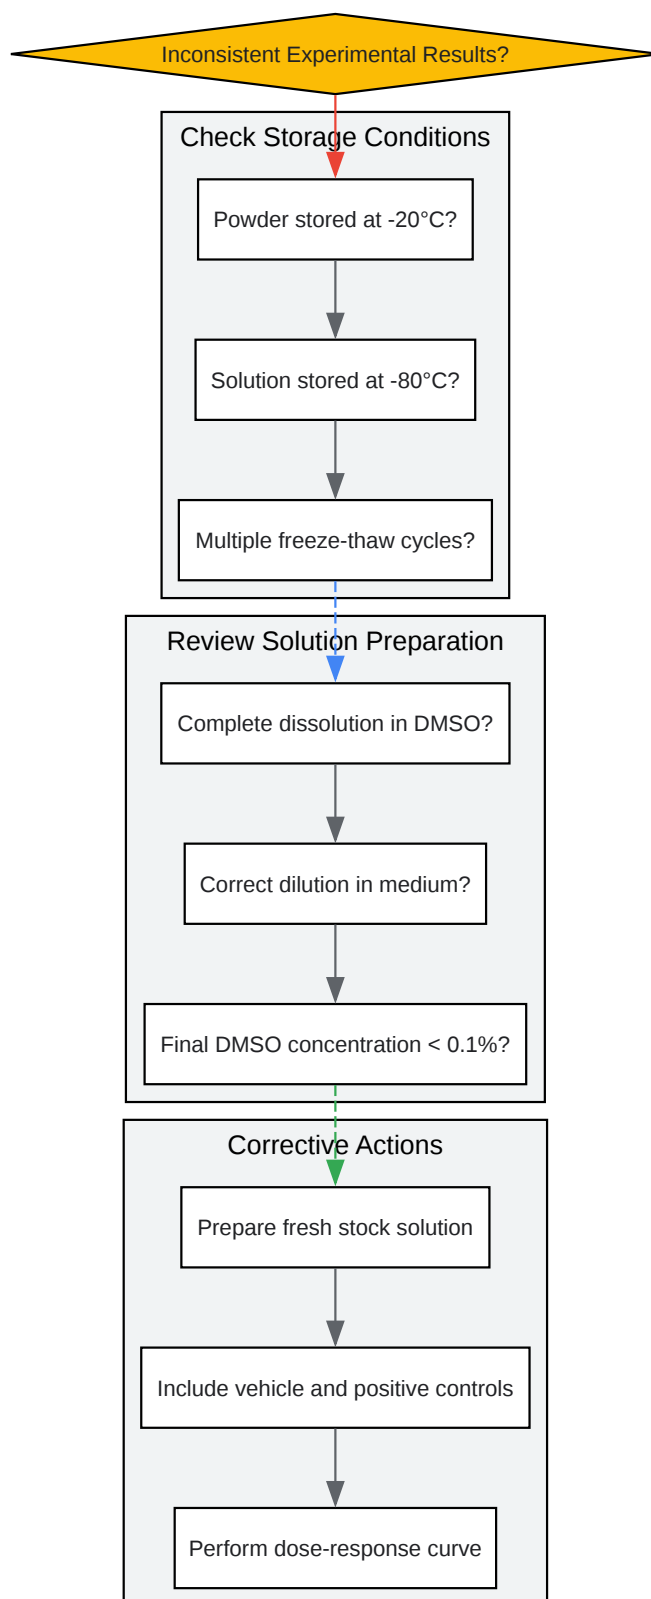 Inconsistent Experimental Results?
Check Storage Conditions
Powder stored at -20°C?
Solution stored at -80°C?
Multiple freeze-thaw cycles?
Review Solution Preparation
Complete dissolution in DMSO?
Correct dilution in medium?
Final DMSO concentration < 0.1%?
Corrective Actions
Prepare fresh stock solution
Include vehicle and positive controls
Perform dose-response curve